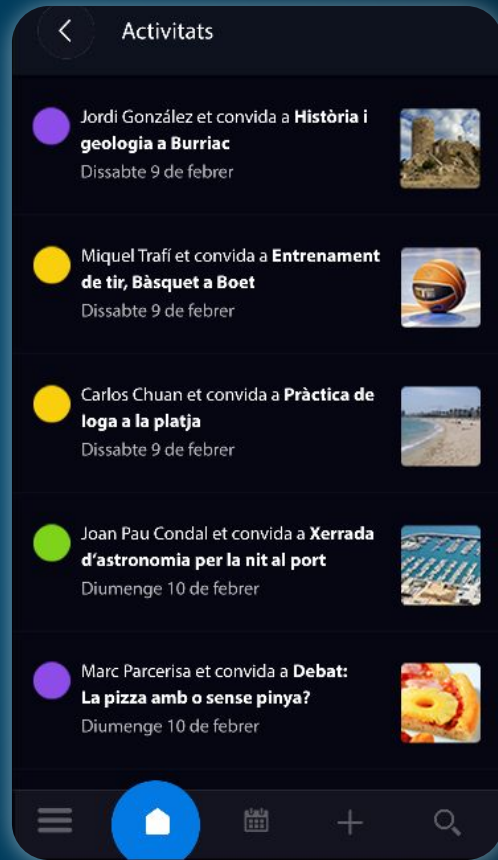 Activitats
Jordi González et convida a Història i
geologia a Burriac
Dissabte 9 de febrer
Miquel Trafí et convida a Entrenament
de tir, Bàsquet a Boet
Dissabte 9 de febrer
Carlos Chuan et convida a Pràctica de
Ioga a la platja
Dissabte 9 de febrer
Joan Pau Condal et convida a Xerrada
d'astronomia per la nit al port
Diumenge 10 de febrer
Marc Parcerisa et convida a Debat:
La pizza amb o sense pinya?
Diumenge 10 de febrer